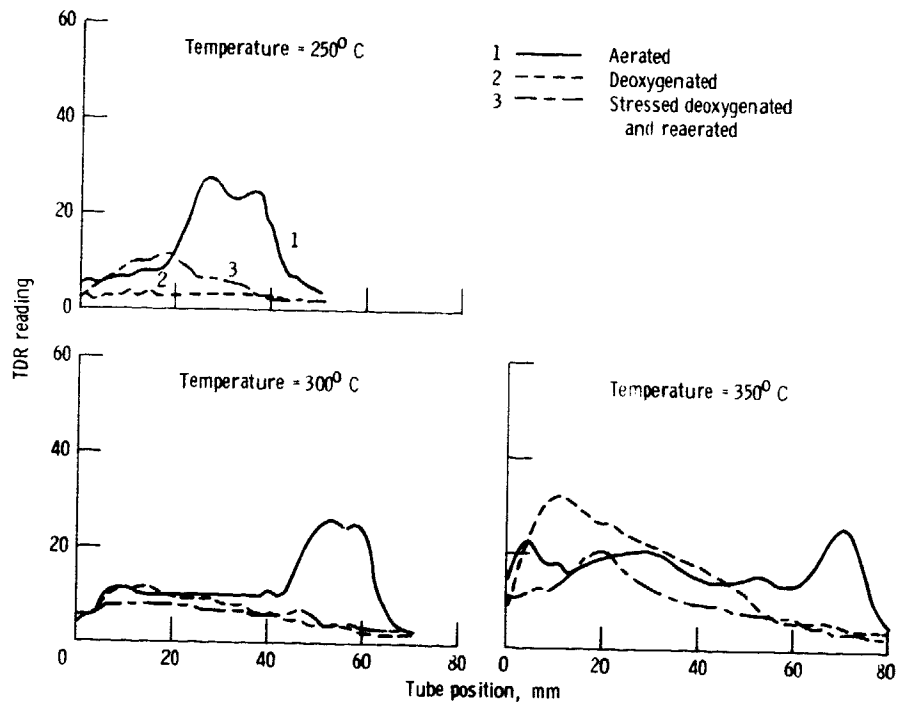 60
Temperature = 250° C
1 Aerated
2 Deoxygenated
3 Stressed deoxygenated
and reaerated
40
20
1
2
3
0
TDR reading
60
Temperature = 300° C
Temperature = 350° C
40
20
0 20 40 60 80
0 20 40 60 80
Tube position, mm